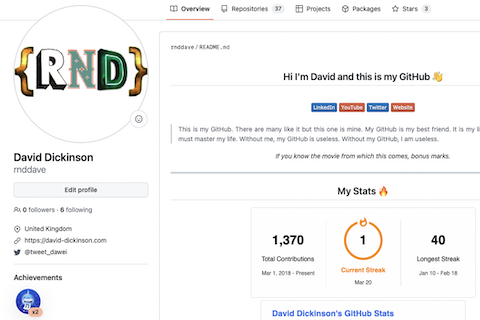 Overview
Repositories 37
Projects
Packages
Stars 3
{RND}
David Dickinson
rnddave
Edit profile
0 followers · 6 following
United Kingdom
https://david-dickinson.com
@tweet_dawei
Achievements
x2
rnddave / README.md
Hi I'm David and this is my GitHub 👋
LinkedIn YouTube Twitter Website
This is my GitHub. There are many like it but this one is mine. My GitHub is my best friend. It is my li
must master my life. Without me, my GitHub is useless. Without my GitHub, I am useless.
If you know the movie from which this comes, bonus marks.
My Stats 🔥
1,370
Total Contributions
Mar 1, 2018 - Present
1
Current Streak
Mar 20
40
Longest Streak
Jan 10 - Feb 18
David Dickinson's GitHub Stats